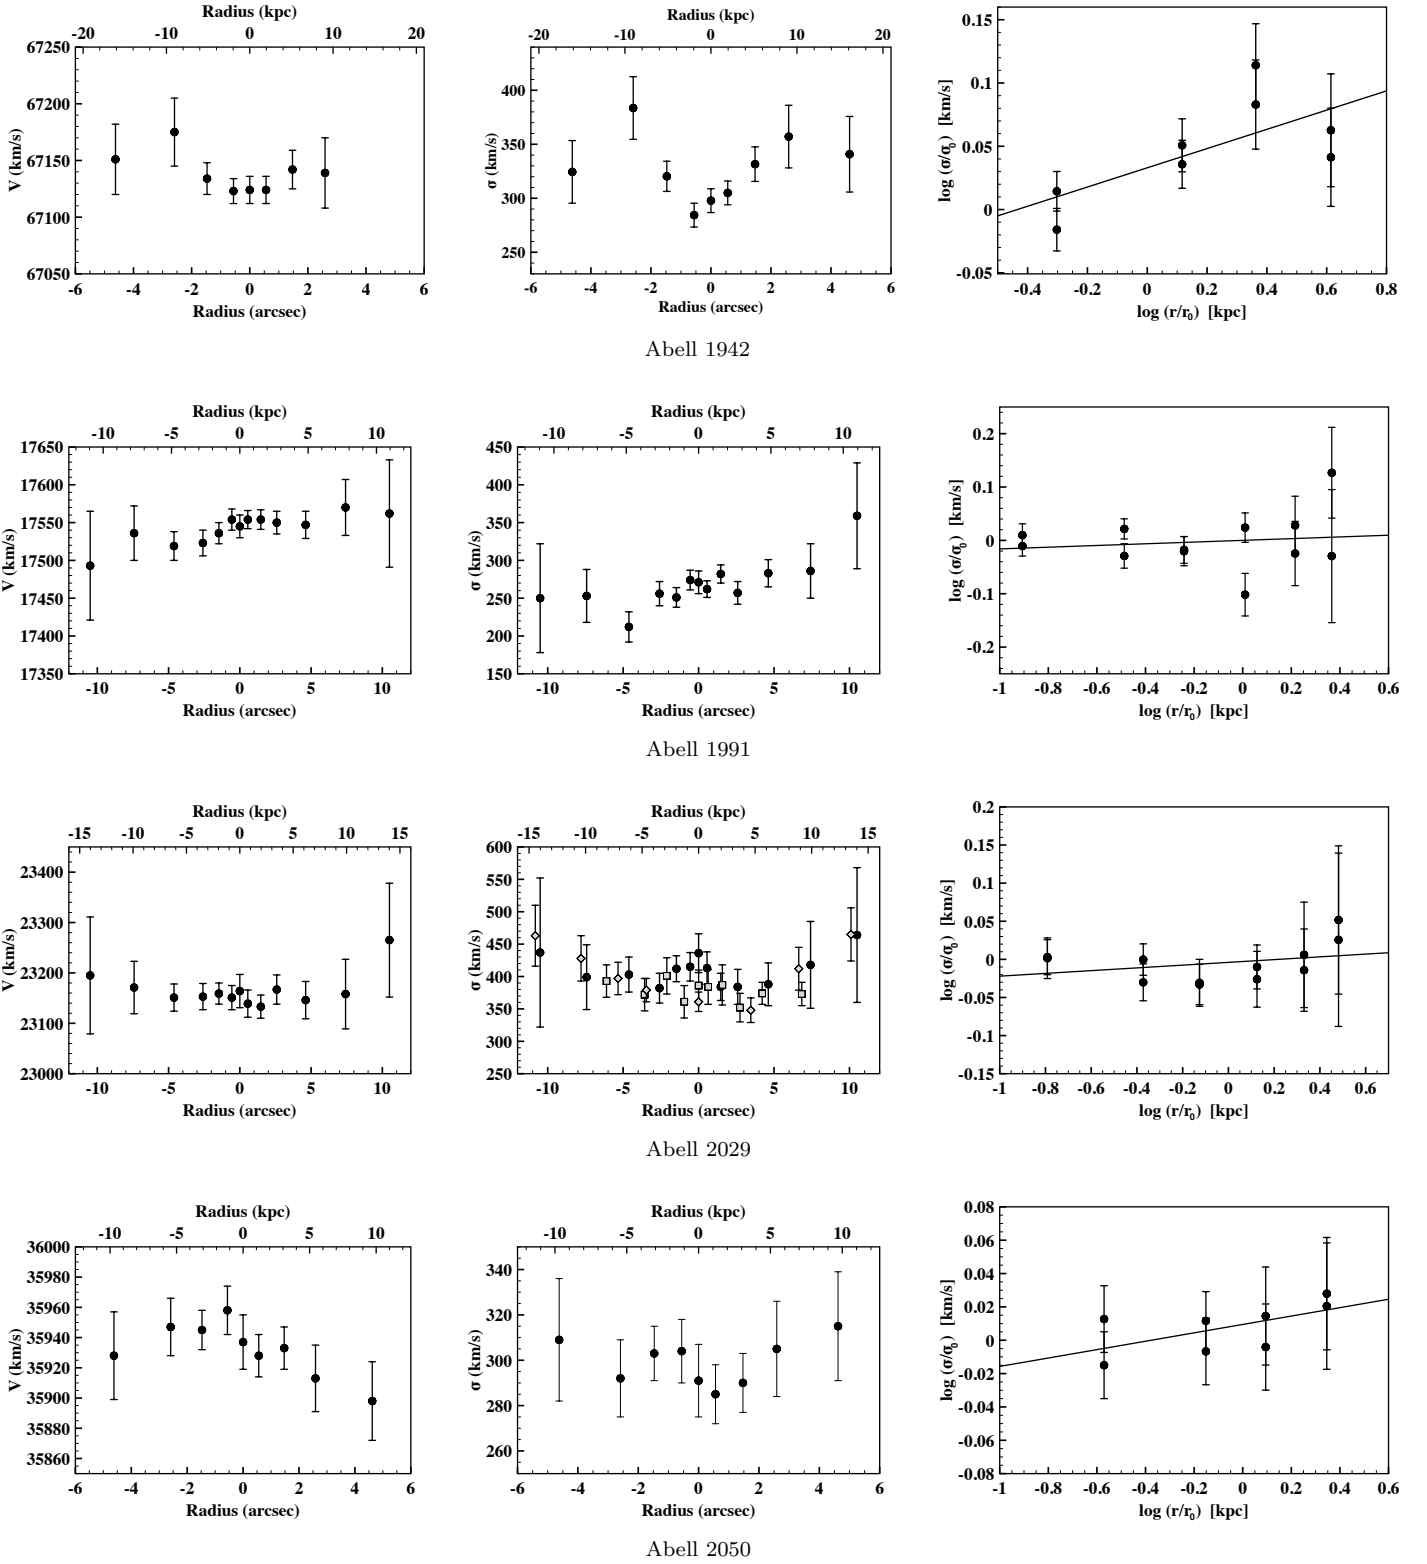 Radius (kpc)
-20 -10 0 10 20
67250
67200
67150
67100
67050
V (km/s)
-6 -4 -2 0 2 4 6
Radius (arcsec)
Radius (kpc)
-20 -10 0 10 20
400
350
300
250
σ (km/s)
-6 -4 -2 0 2 4 6
Radius (arcsec)
0.15
0.1
0.05
0
-0.05
log (σ/σ₀) [km/s]
-0.4 -0.2 0 0.2 0.4 0.6 0.8
log (r/r₀) [kpc]
Abell 1942
Radius (kpc)
-10 -5 0 5 10
17650
17600
17550
17500
17450
17400
17350
V (km/s)
-10 -5 0 5 10
Radius (arcsec)
Radius (kpc)
-10 -5 0 5 10
450
400
350
300
250
200
150
σ (km/s)
-10 -5 0 5 10
Radius (arcsec)
0.2
0.1
0
-0.1
-0.2
log (σ/σ₀) [km/s]
-1 -0.8 -0.6 -0.4 -0.2 0 0.2 0.4 0.6
log (r/r₀) [kpc]
Abell 1991
Radius (kpc)
-15 -10 -5 0 5 10 15
23400
23300
23200
23100
23000
V (km/s)
-10 -5 0 5 10
Radius (arcsec)
Radius (kpc)
-15 -10 -5 0 5 10 15
600
550
500
450
400
350
300
250
σ (km/s)
-10 -5 0 5 10
Radius (arcsec)
0.2
0.15
0.1
0.05
0
-0.05
-0.1
-0.15
log (σ/σ₀) [km/s]
-1 -0.8 -0.6 -0.4 -0.2 0 0.2 0.4 0.6
log (r/r₀) [kpc]
Abell 2029
Radius (kpc)
-10 -5 0 5 10
36000
35980
35960
35940
35920
35900
35880
35860
V (km/s)
-6 -4 -2 0 2 4 6
Radius (arcsec)
Radius (kpc)
-10 -5 0 5 10
340
320
300
280
260
σ (km/s)
-6 -4 -2 0 2 4 6
Radius (arcsec)
0.08
0.06
0.04
0.02
0
-0.02
-0.04
-0.06
-0.08
log (σ/σ₀) [km/s]
-1 -0.8 -0.6 -0.4 -0.2 0 0.2 0.4 0.6
log (r/r₀) [kpc]
Abell 2050